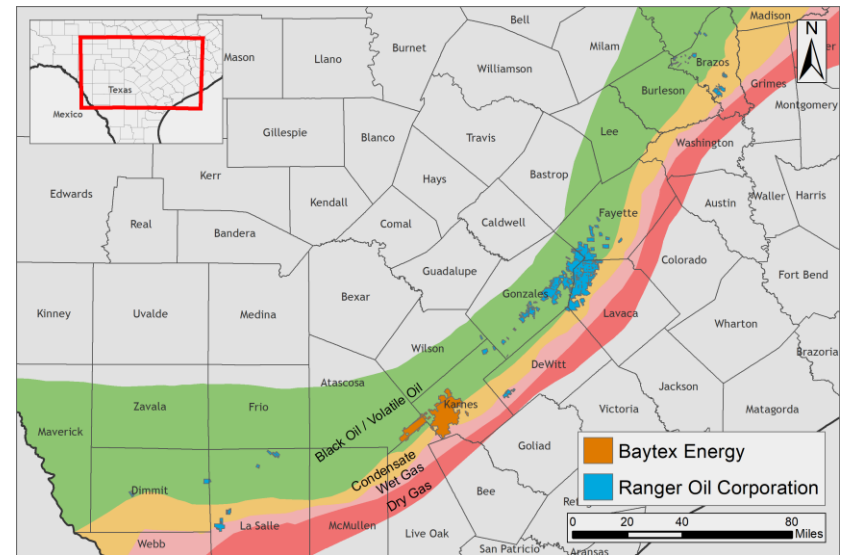 Bell
Madison
Mason
Llano
Burnet
Milam
N
Williamson
Brazos
Texas
Mexico
Burleson
Grimes
Montgomery
Gillespie
Blanco
Travis
Lee
Washington
Kerr
Hays
Bastrop
Edwards
Kendall
Waller
Harris
Real
Comal
Caldwell
Fayette
Austin
Bandera
Guadalupe
Colorado
Bexar
Gonzales
Fort Bend
Kinney
Uvalde
Medina
Lavaca
Wharton
Wilson
Brazoria
DeWitt
Atascosa
Jackson
Zavala
Frio
Black Oil / Volatile Oil
Karnes
Victoria
Matagorda
Maverick
Goliad
Baytex Energy
Condensate
Wet Gas
Dry Gas
Dimmit
Bee
Ranger Oil Corporation
La Salle
McMullen
Live Oak
Webb
0 20 40 80
Miles
San Patricio
Aransas